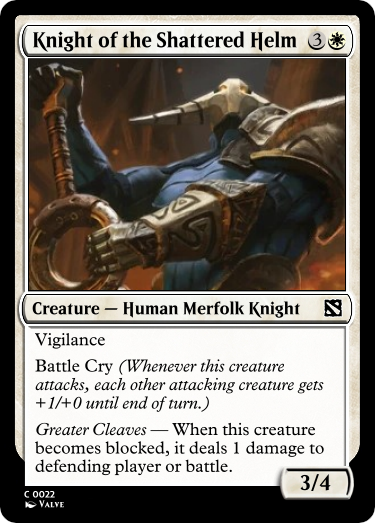 Knight of the Shattered Helm 3
Creature — Human Merfolk Knight
Vigilance
Battle Cry (Whenever this creature
attacks, each other attacking creature gets
+1/+0 until end of turn.)
Greater Cleaves — When this creature
becomes blocked, it deals 1 damage to
defending player or battle.
3/4
C 0022
Valve